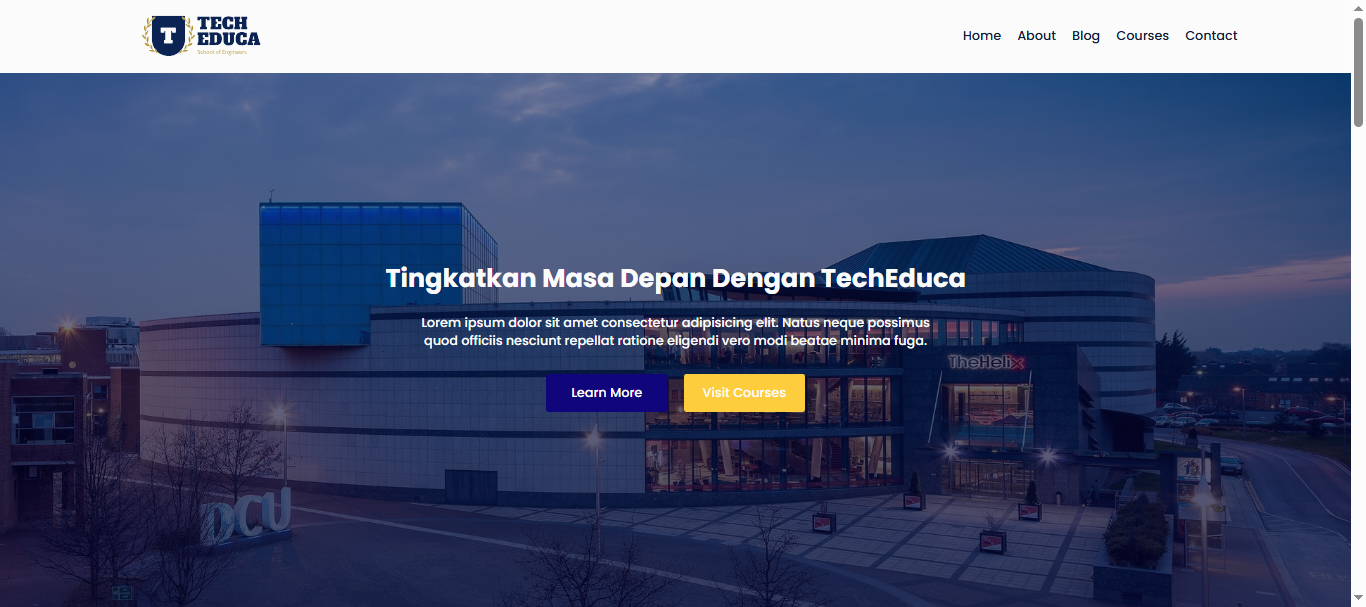 T
TECH
EDUCA
School of Engineers
Home About Blog Courses Contact
Tingkatkan Masa Depan Dengan TechEduca
Lorem ipsum dolor sit amet consectetur adipisicing elit. Natus neque possimus
quod officiis nesciunt repellat ratione eligendi vero modi beatae minima fuga.
TheHelix
Learn More Visit Courses
DCU